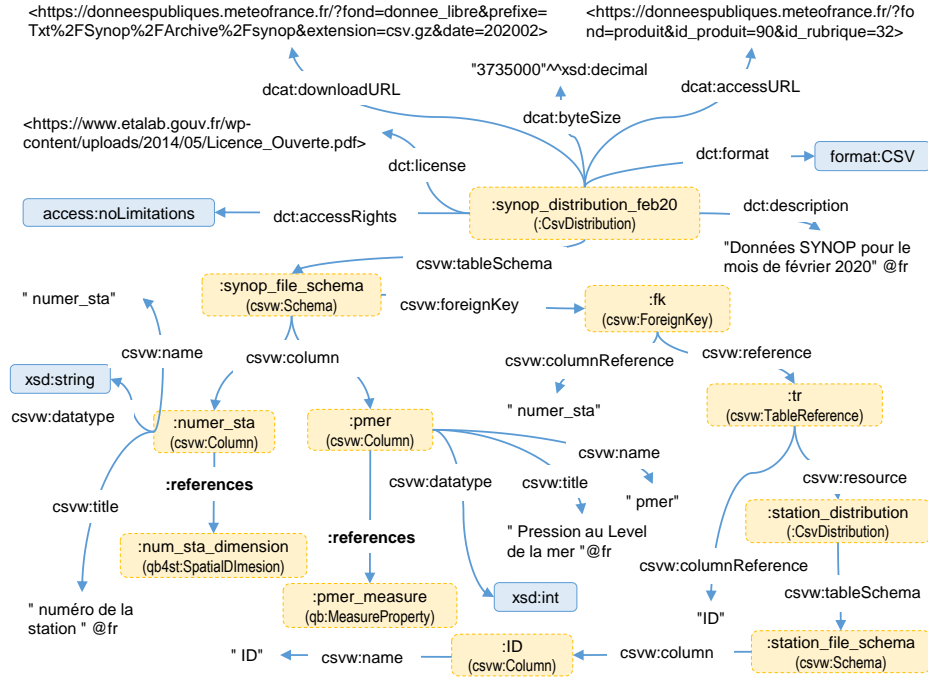 <https://donneespubliques.meteofrance.fr/?fond=donnee_libre&prefixe=
Txt%2FSynop%2FArchive%2Fsynop&extension=csv.gz&date=202002>
<https://donneespubliques.meteofrance.fr/?fo
nd=produit&id_produit=90&id_rubrique=32>
"3735000"^^xsd:decimal
dcat:downloadURL
dcat:accessURL
dcat:byteSize
<https://www.etalab.gouv.fr/wp-
content/uploads/2014/05/Licence_Ouverte.pdf>
dct:license
dct:format
format:CSV
access:noLimitations
dct:accessRights
:synop_distribution_feb20
(:CsvDistribution)
dct:description
"Données SYNOP pour le
mois de février 2020" @fr
csvw:tableSchema
:synop_file_schema
(csvw:Schema)
csvw:foreignKey
:fk
(csvw:ForeignKey)
" numer_sta"
csvw:name
csvw:column
csvw:columnReference
csvw:reference
xsd:string
csvw:datatype
" numer_sta"
:tr
(csvw:TableReference)
:numer_sta
(csvw:Column)
:pmer
(csvw:Column)
csvw:name
csvw:datatype
csvw:title
" pmer"
csvw:resource
:references
csvw:title
:station_distribution
(:CsvDistribution)
" Pression au Level
de la mer "@fr
:num_sta_dimension
(qb4st:SpatialDImesion)
:references
csvw:columnReference
csvw:tableSchema
:pmer_measure
(qb:MeasureProperty)
xsd:int
"ID"
" numéro de la
station " @fr
" ID"
csvw:name
:ID
(csvw:Column)
csvw:column
:station_file_schema
(csvw:Schema)